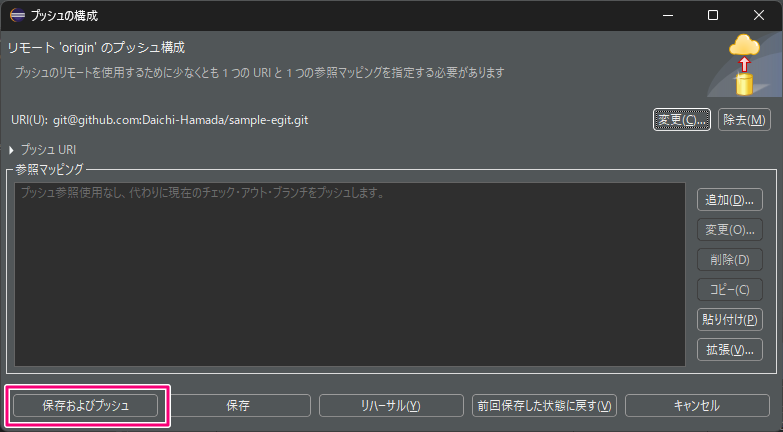 プッシュの構成
リモート 'origin' のプッシュ構成
プッシュのリモートを使用するために少なくとも 1 つの URI と 1 つの参照マッピングを指定する必要があります
URI(U): git@github.com:Daichi-Hamada/sample-egit.git
変更(C)...
除去(M)
プッシュ URI
参照マッピング
プッシュ参照使用なし、代わりに現在のチェック・アウト・ブランチをプッシュします。
追加(D)...
変更(O)...
削除(D)
コピー(C)
貼り付け(P)
拡張(V)...
保存およびプッシュ
保存
リハーサル(Y)
前回保存した状態に戻す(V)
キャンセル